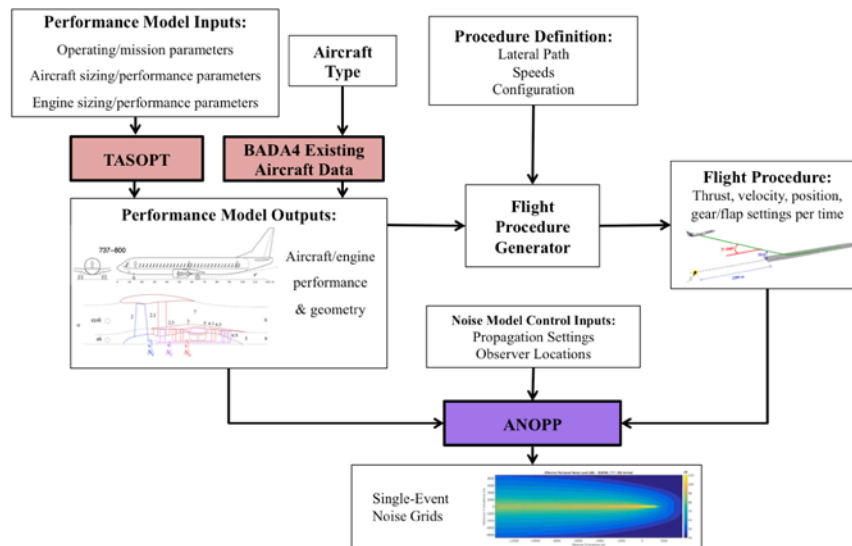 Performance Model Inputs:
Operating/mission parameters
Aircraft sizing/performance parameters
Engine sizing/performance parameters
Aircraft
Type
Procedure Definition:
Lateral Path
Speeds
Configuration
TASOPT
BADA4 Existing
Aircraft Data
Performance Model Outputs:
737-800
Aircraft/engine
performance
& geometry
Flight
Procedure
Generator
Flight Procedure:
Thrust, velocity, position,
gear/flap settings per time
Noise Model Control Inputs:
Propagation Settings
Observer Locations
ANOPP
Single-Event
Noise Grids